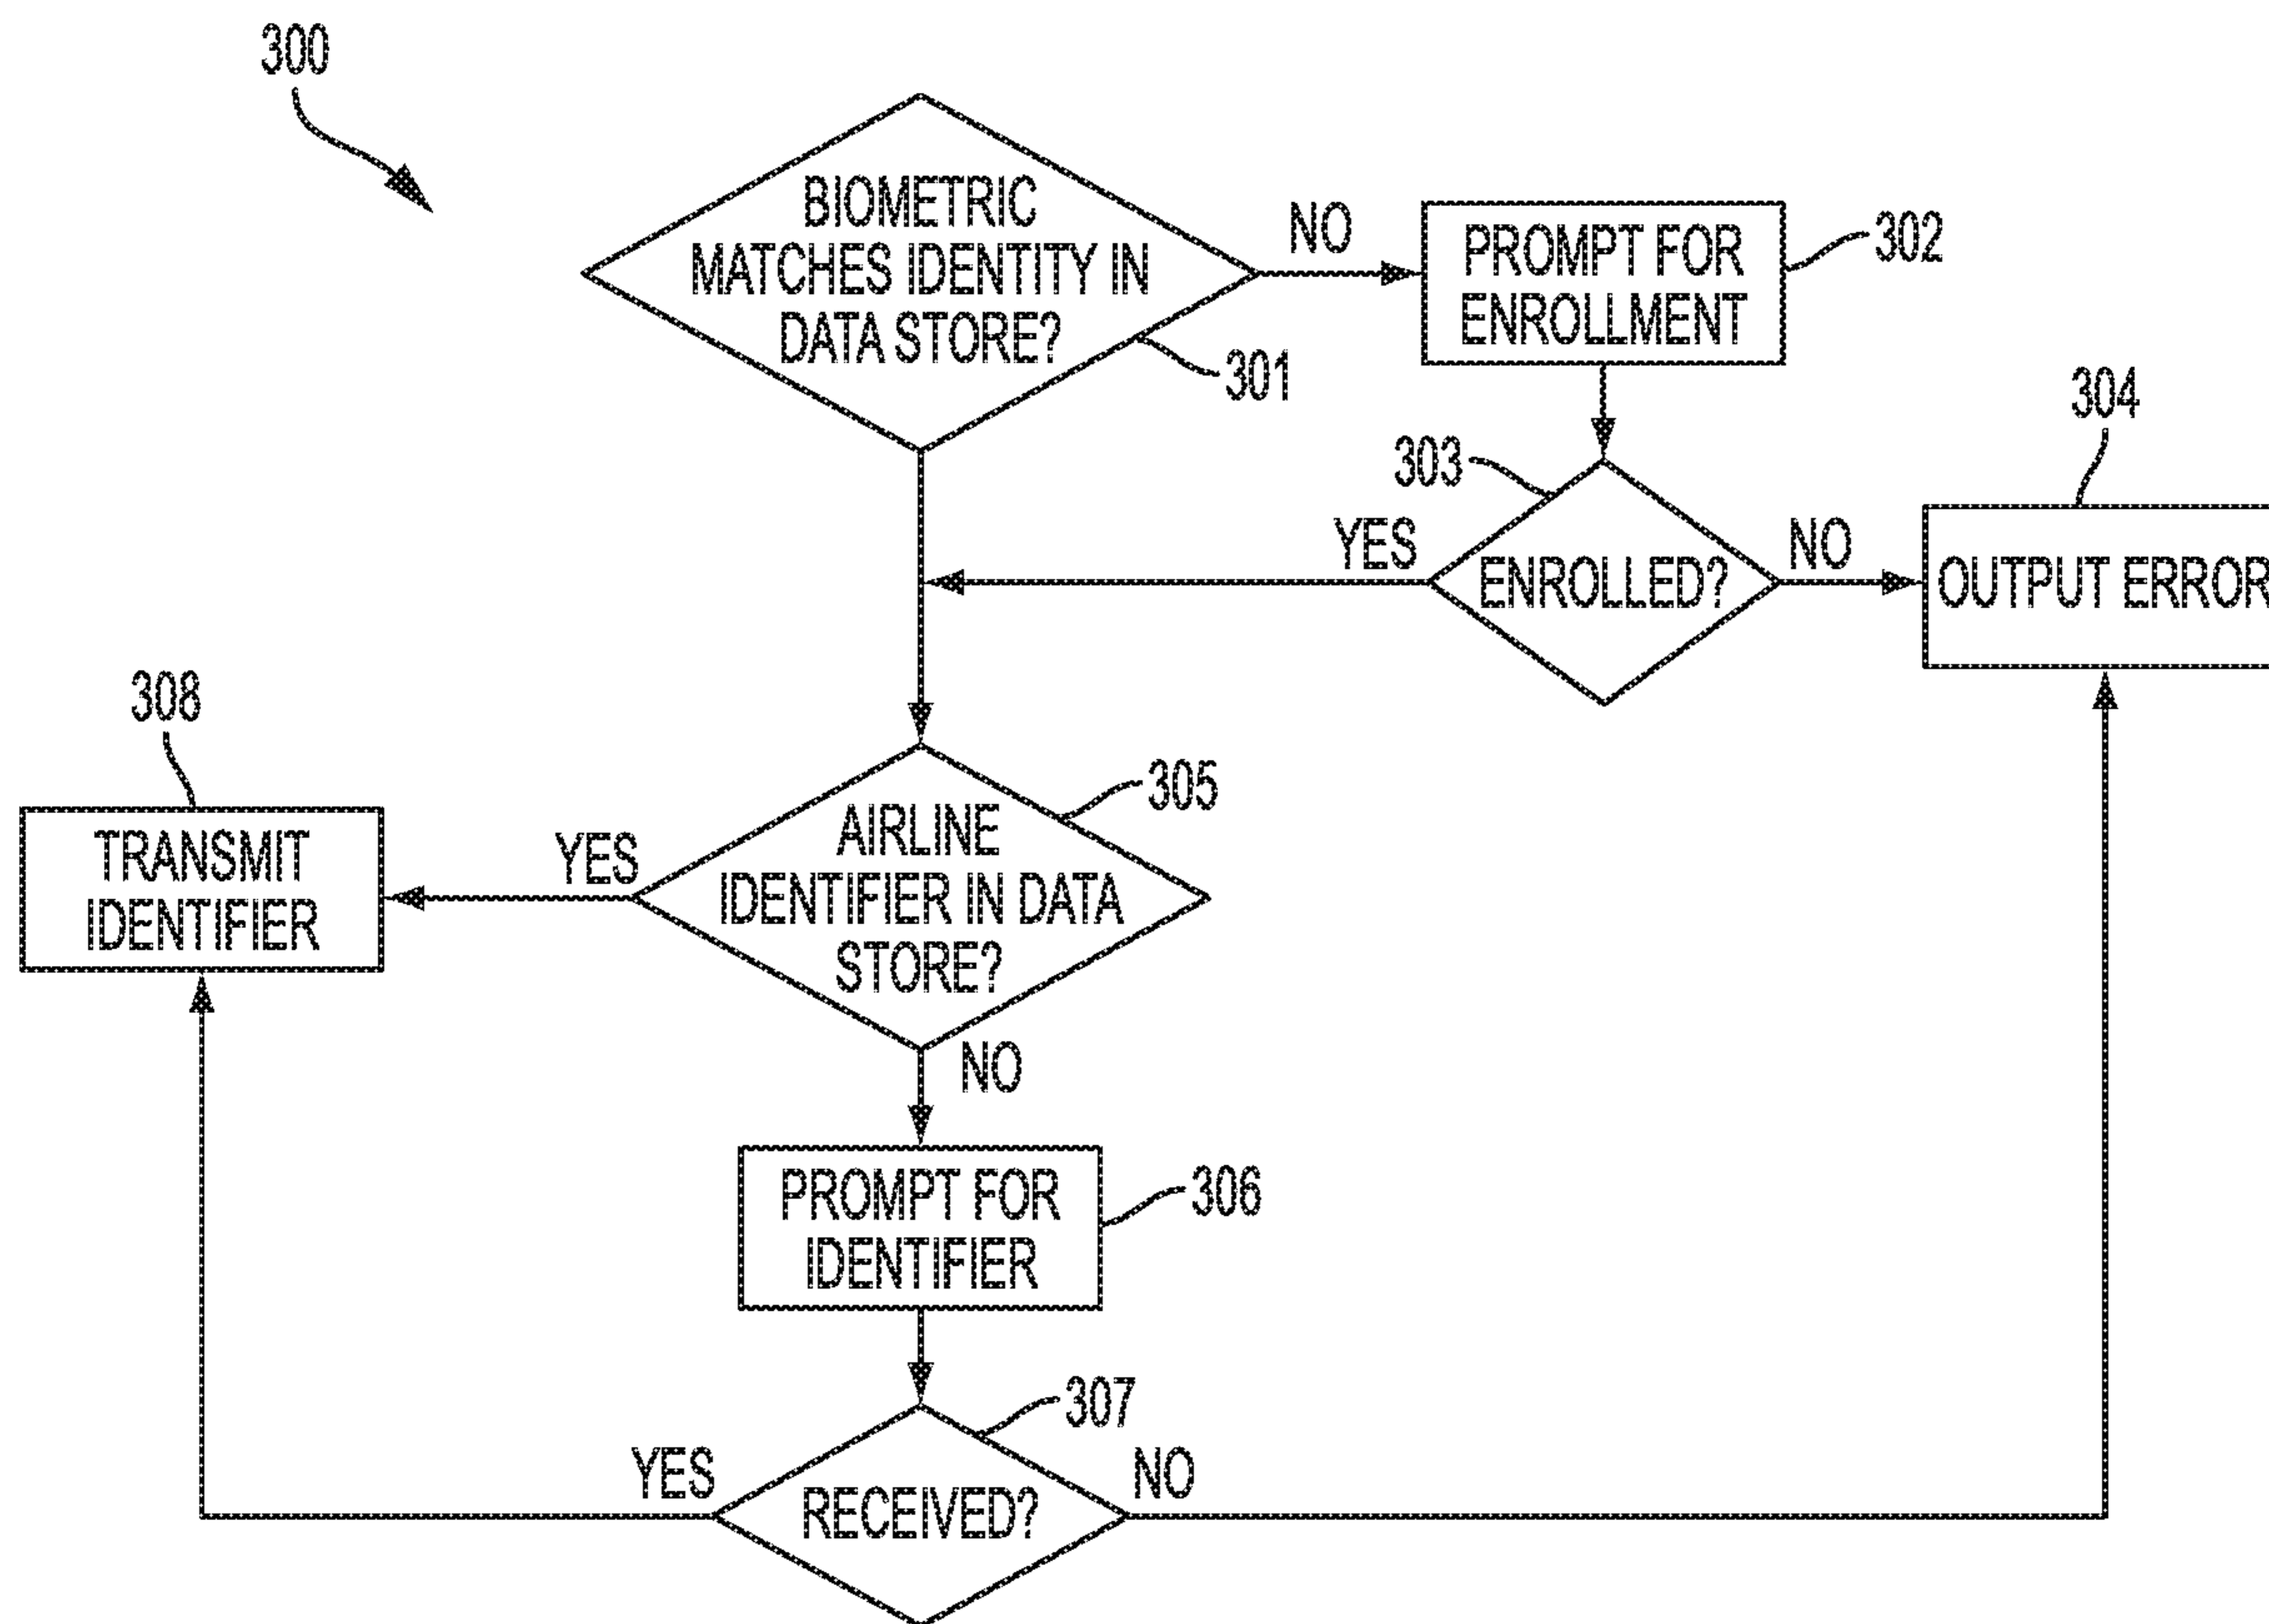 300
BIOMETRIC
MATCHES IDENTITY IN
DATA STORE?
301
NO
PROMPT FOR
ENROLLMENT
302
303
304
YES
ENROLLED?
NO
OUTPUT ERROR
308
305
TRANSMIT
IDENTIFIER
YES
AIRLINE
IDENTIFIER IN DATA
STORE?
NO
PROMPT FOR
IDENTIFIER
306
307
YES
RECEIVED?
NO